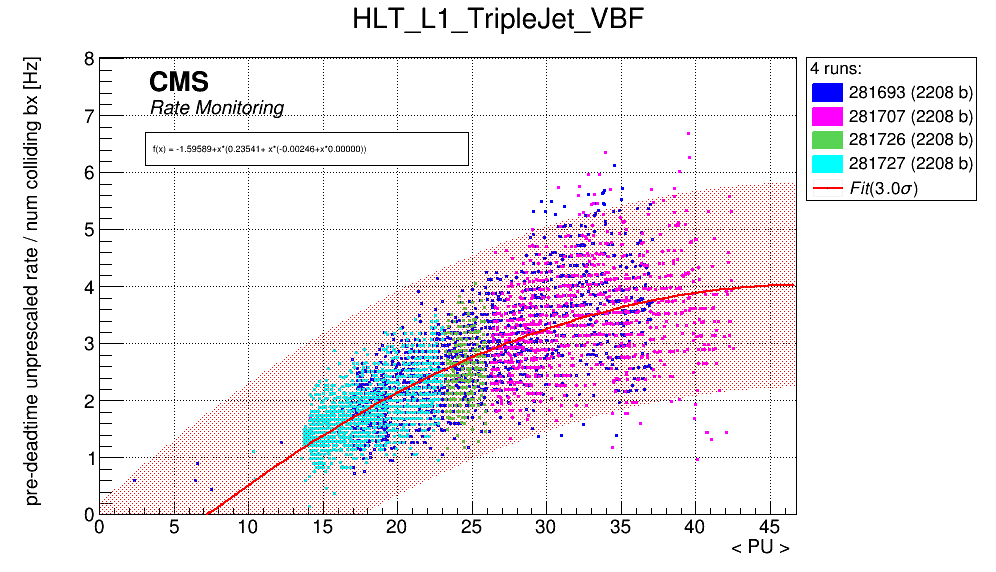 HLT_L1_TripleJet_VBF
pre-deadtime unprescaled rate / num colliding bx [Hz]
8
7
6
5
4
3
2
1
0
CMS
Rate Monitoring
f(x) = -1.59589+x*(0.23541+ x*(-0.00246+x*0.00000))
4 runs:
281693 (2208 b)
281707 (2208 b)
281726 (2208 b)
281727 (2208 b)
Fit(3.0σ)
0 5 10 15 20 25 30 35 40 45
< PU >